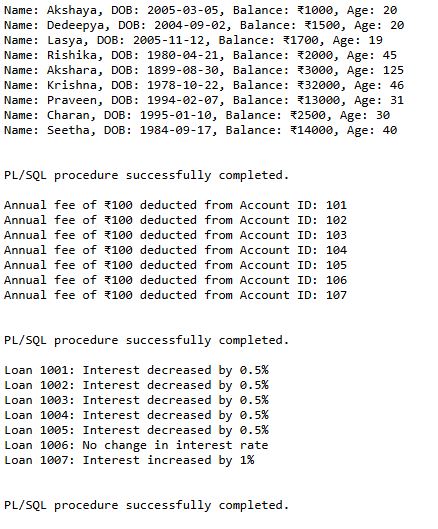 Name: Akshaya, DOB: 2005-03-05, Balance: ₹1000, Age: 20
Name: Dedeepya, DOB: 2004-09-02, Balance: ₹1500, Age: 20
Name: Lasya, DOB: 2005-11-12, Balance: ₹1700, Age: 19
Name: Rishika, DOB: 1980-04-21, Balance: ₹2000, Age: 45
Name: Akshara, DOB: 1899-08-30, Balance: ₹3000, Age: 125
Name: Krishna, DOB: 1978-10-22, Balance: ₹32000, Age: 46
Name: Praveen, DOB: 1994-02-07, Balance: ₹13000, Age: 31
Name: Charan, DOB: 1995-01-10, Balance: ₹2500, Age: 30
Name: Seetha, DOB: 1984-09-17, Balance: ₹14000, Age: 40
PL/SQL procedure successfully completed.
Annual fee of ₹100 deducted from Account ID: 101
Annual fee of ₹100 deducted from Account ID: 102
Annual fee of ₹100 deducted from Account ID: 103
Annual fee of ₹100 deducted from Account ID: 104
Annual fee of ₹100 deducted from Account ID: 105
Annual fee of ₹100 deducted from Account ID: 106
Annual fee of ₹100 deducted from Account ID: 107
PL/SQL procedure successfully completed.
Loan 1001: Interest decreased by 0.5%
Loan 1002: Interest decreased by 0.5%
Loan 1003: Interest decreased by 0.5%
Loan 1004: Interest decreased by 0.5%
Loan 1005: Interest decreased by 0.5%
Loan 1006: No change in interest rate
Loan 1007: Interest increased by 1%
PL/SQL procedure successfully completed.